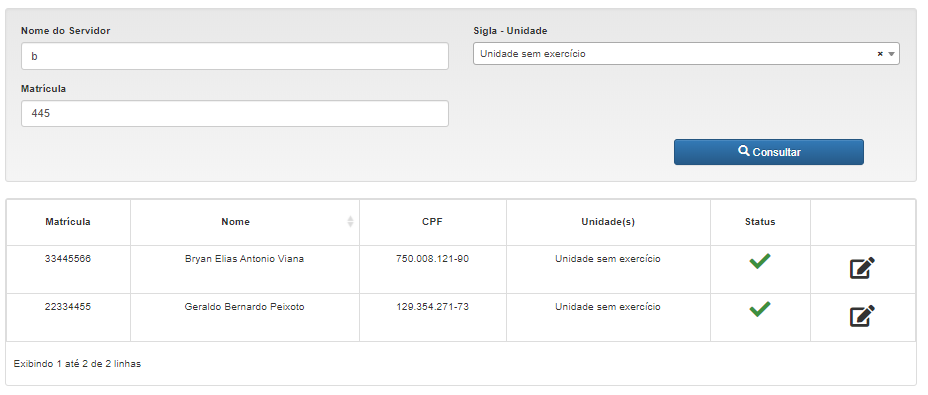 Nome do Servidor
Sigla - Unidade
b
Unidade sem exercício
×
Matrícula
445
Consultar
Matrícula Nome CPF Unidade(s) Status
33445566 Bryan Elias Antonio Viana 750.008.121-90 Unidade sem exercício
22334455 Geraldo Bernardo Peixoto 129.354.271-73 Unidade sem exercício
Exibindo 1 até 2 de 2 linhas